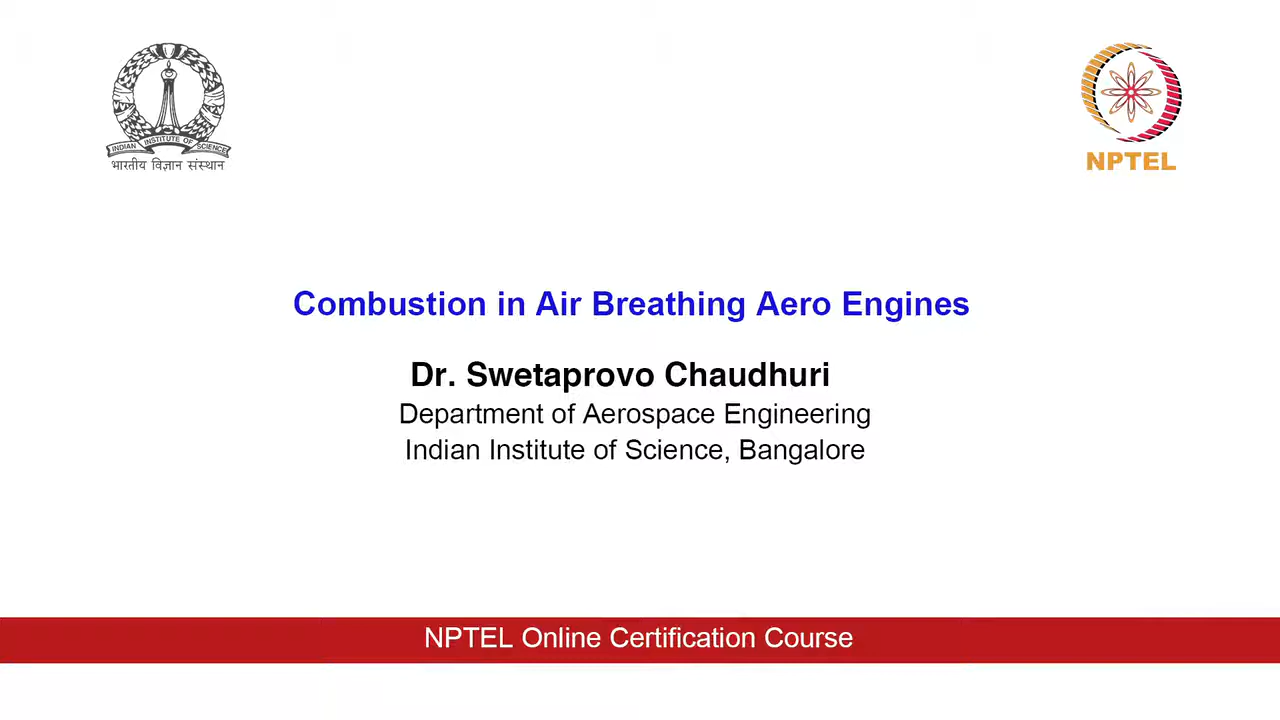 INDIAN INSTITUTE OF SCIENCE
भारतीय विज्ञान संस्थान
NPTEL
Combustion in Air Breathing Aero Engines
Dr. Swetaprovo Chaudhuri
Department of Aerospace Engineering
Indian Institute of Science, Bangalore
NPTEL Online Certification Course